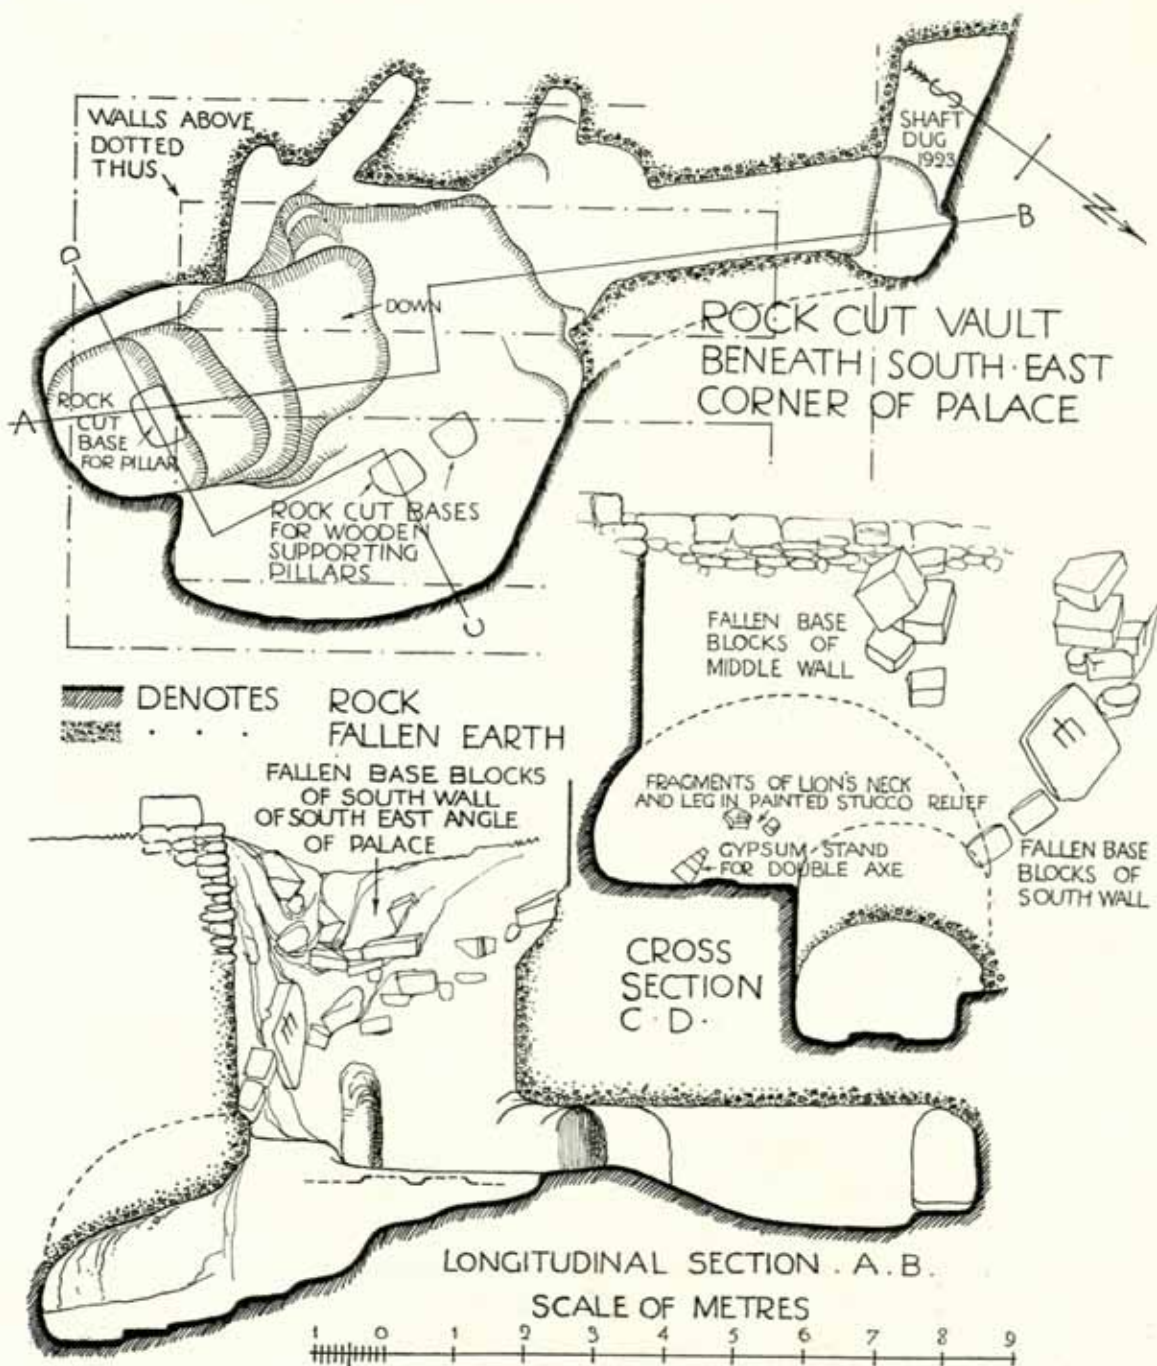 WALLS ABOVE
DOTTED
THUS
SHAFT
DUG
1923
S
N
D
B
DOWN
ROCK CUT VAULT
BENEATH SOUTH·EAST
CORNER OF PALACE
A
ROCK
CUT
BASE
FOR PILLAR
ROCK CUT BASES
FOR WOODEN
SUPPORTING
PILLARS
C
FALLEN BASE
BLOCKS OF
MIDDLE WALL
DENOTES ROCK
· · · FALLEN EARTH
FALLEN BASE BLOCKS
OF SOUTH WALL
OF SOUTH EAST ANGLE
OF PALACE
FRAGMENTS OF LION'S NECK
AND LEG IN PAINTED STUCCO RELIEF
GYPSUM STAND
FOR DOUBLE AXE
FALLEN BASE
BLOCKS OF
SOUTH WALL
CROSS
SECTION
C·D·
LONGITUDINAL SECTION . A. B.
SCALE OF METRES
1 0 1 2 3 4 5 6 7 8 9